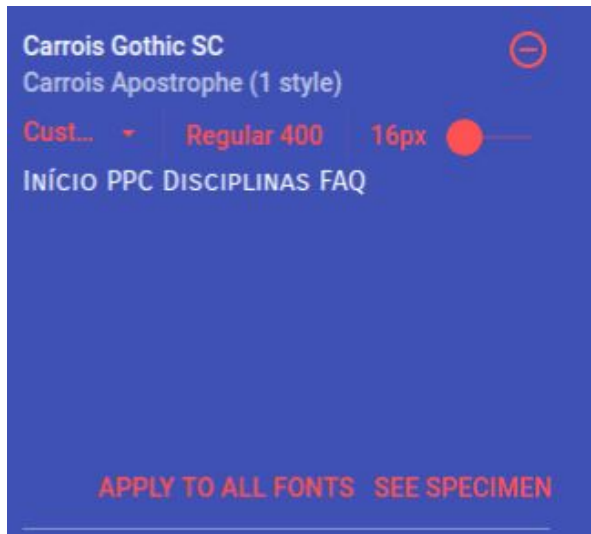 Carrois Gothic SC
Carrois Apostrophe (1 style)
Cust... Regular 400 16px
Início PPC Disciplinas FAQ
APPLY TO ALL FONTS SEE SPECIMEN